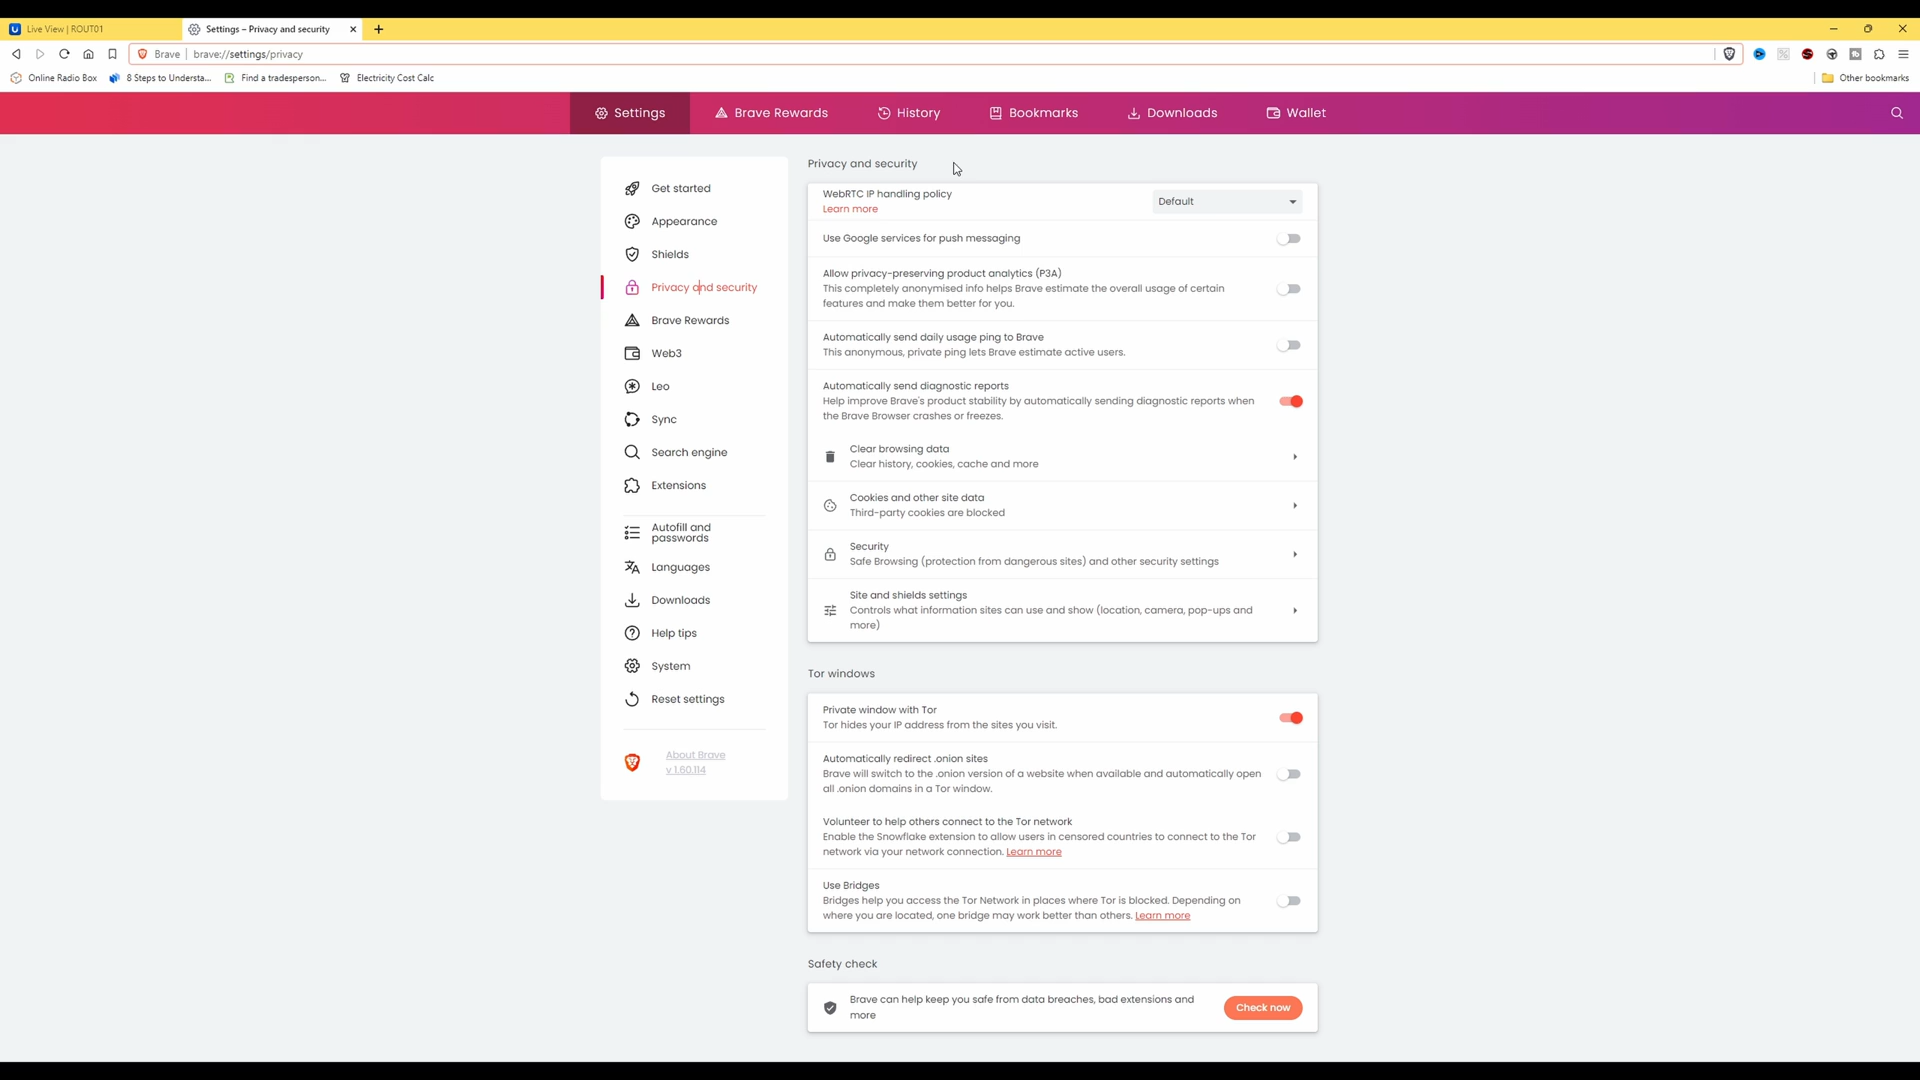 Live View | ROUT01
Settings – Privacy and security
Brave
brave://settings/privacy
Online Radio Box
8 Steps to Understa...
Find a tradesperson...
Electricity Cost Calc
Other bookmarks
Settings
Brave Rewards
History
Bookmarks
Downloads
Wallet
Get started
Appearance
Shields
Privacy and security
Brave Rewards
Web3
Leo
Sync
Search engine
Extensions
Autofill and
passwords
Languages
Downloads
Help tips
System
Reset settings
About Brave
v 1.60.114
Privacy and security
WebRTC IP handling policy
Learn more
Default
Use Google services for push messaging
Allow privacy-preserving product analytics (P3A)
This completely anonymised info helps Brave estimate the overall usage of certain
features and make them better for you.
Automatically send daily usage ping to Brave
This anonymous, private ping lets Brave estimate active users.
Automatically send diagnostic reports
Help improve Brave's product stability by automatically sending diagnostic reports when
the Brave Browser crashes or freezes.
Clear browsing data
Clear history, cookies, cache and more
Cookies and other site data
Third-party cookies are blocked
Security
Safe Browsing (protection from dangerous sites) and other security settings
Site and shields settings
Controls what information sites can use and show (location, camera, pop-ups and
more)
Tor windows
Private window with Tor
Tor hides your IP address from the sites you visit.
Automatically redirect .onion sites
Brave will switch to the .onion version of a website when available and automatically open
all .onion domains in a Tor window.
Volunteer to help others connect to the Tor network
Enable the Snowflake extension to allow users in censored countries to connect to the Tor
network via your network connection. Learn more
Use Bridges
Bridges help you access the Tor Network in places where Tor is blocked. Depending on
where you are located, one bridge may work better than others. Learn more
Safety check
Brave can help keep you safe from data breaches, bad extensions and
more
Check now